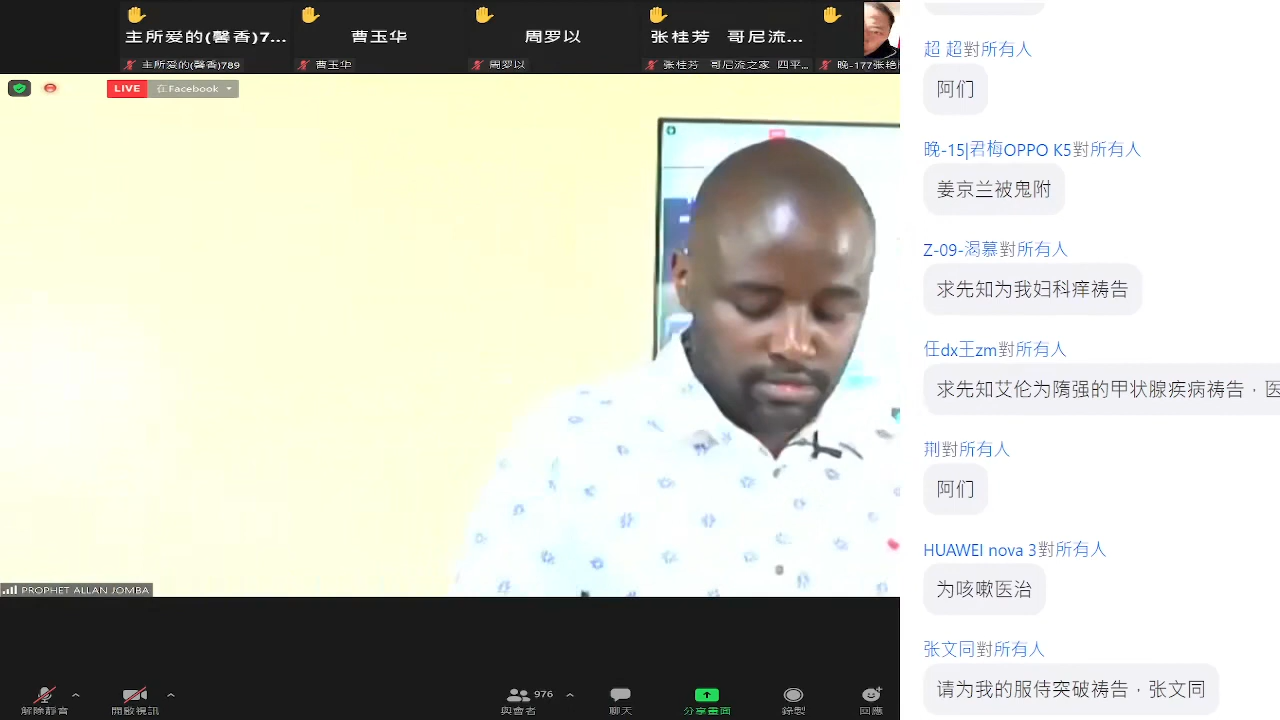 主所爱的(馨香)7...
曹玉华
周罗以
张桂芳 哥尼流...
主所爱的(馨香)789
曹玉华
周罗以
张桂芳 哥尼流之家 四平...
晚-177张艳
LIVE 在 Facebook
PROPHET ALLAN JOMBA
解除靜音
開啟視訊
976
與會者
聊天
分享畫面
錄製
回應
超 超對所有人
阿们
晚-15|君梅OPPO K5對所有人
姜京兰被鬼附
Z-09-渴慕對所有人
求先知为我妇科痒祷告
任dx王zm對所有人
求先知艾伦为隋强的甲状腺疾病祷告，医
荆對所有人
阿们
HUAWEI nova 3對所有人
为咳嗽医治
张文同對所有人
请为我的服侍突破祷告，张文同